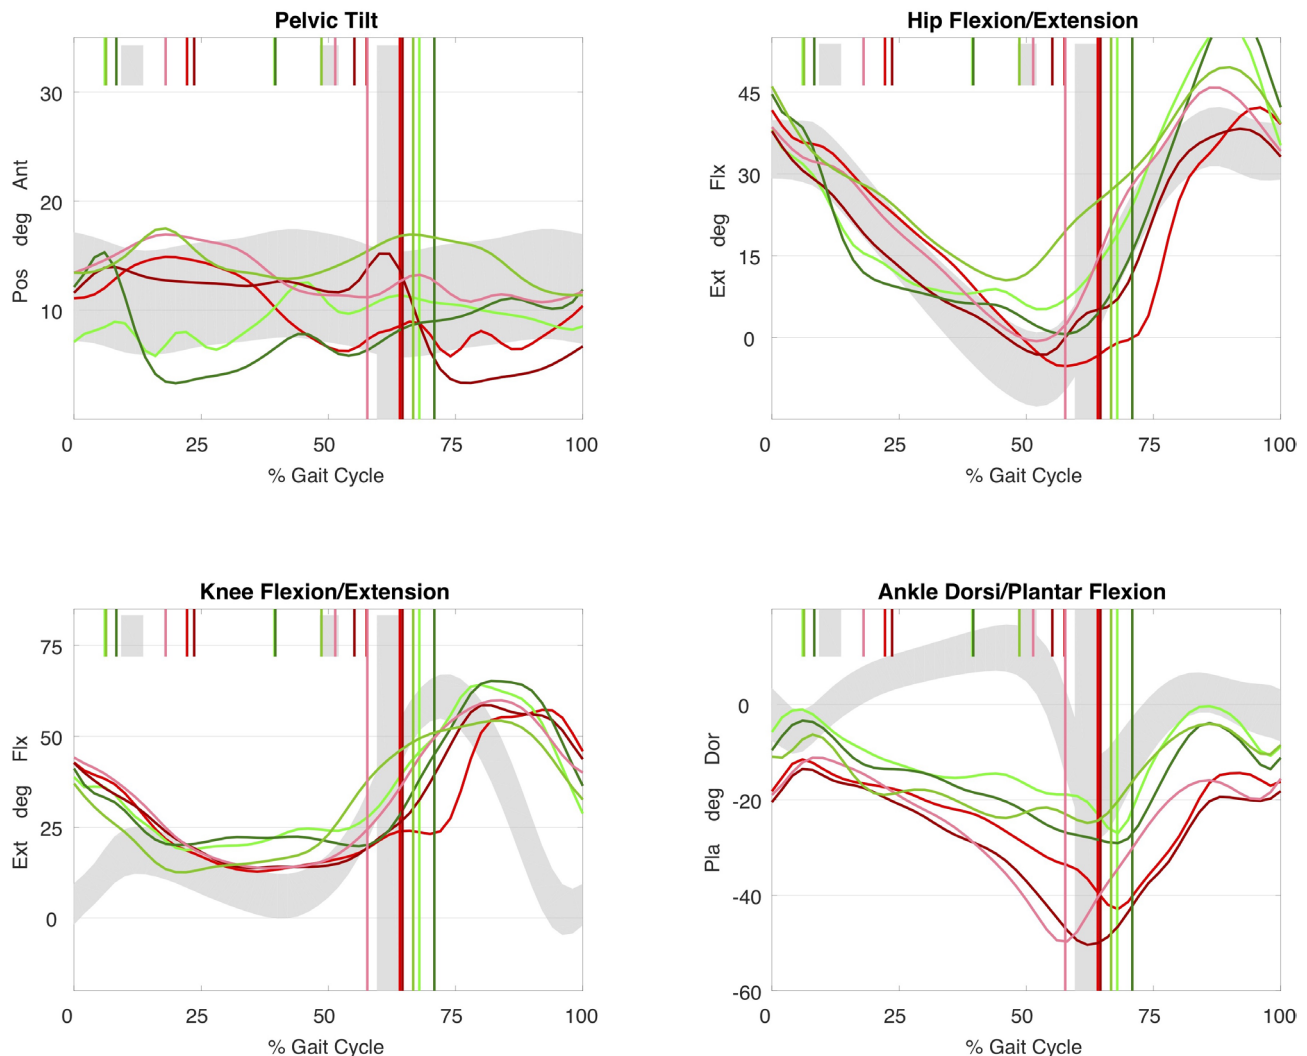 Pelvic Tilt
30
20
10
Pos deg Ant
0 25 50 75 100
% Gait Cycle
Hip Flexion/Extension
45
30
15
0
Ext deg Flx
0 25 50 75 100
% Gait Cycle
Knee Flexion/Extension
75
50
25
0
Ext deg Flx
0 25 50 75 100
% Gait Cycle
Ankle Dorsi/Plantar Flexion
0
-20
-40
-60
Pla deg Dor
0 25 50 75 100
% Gait Cycle